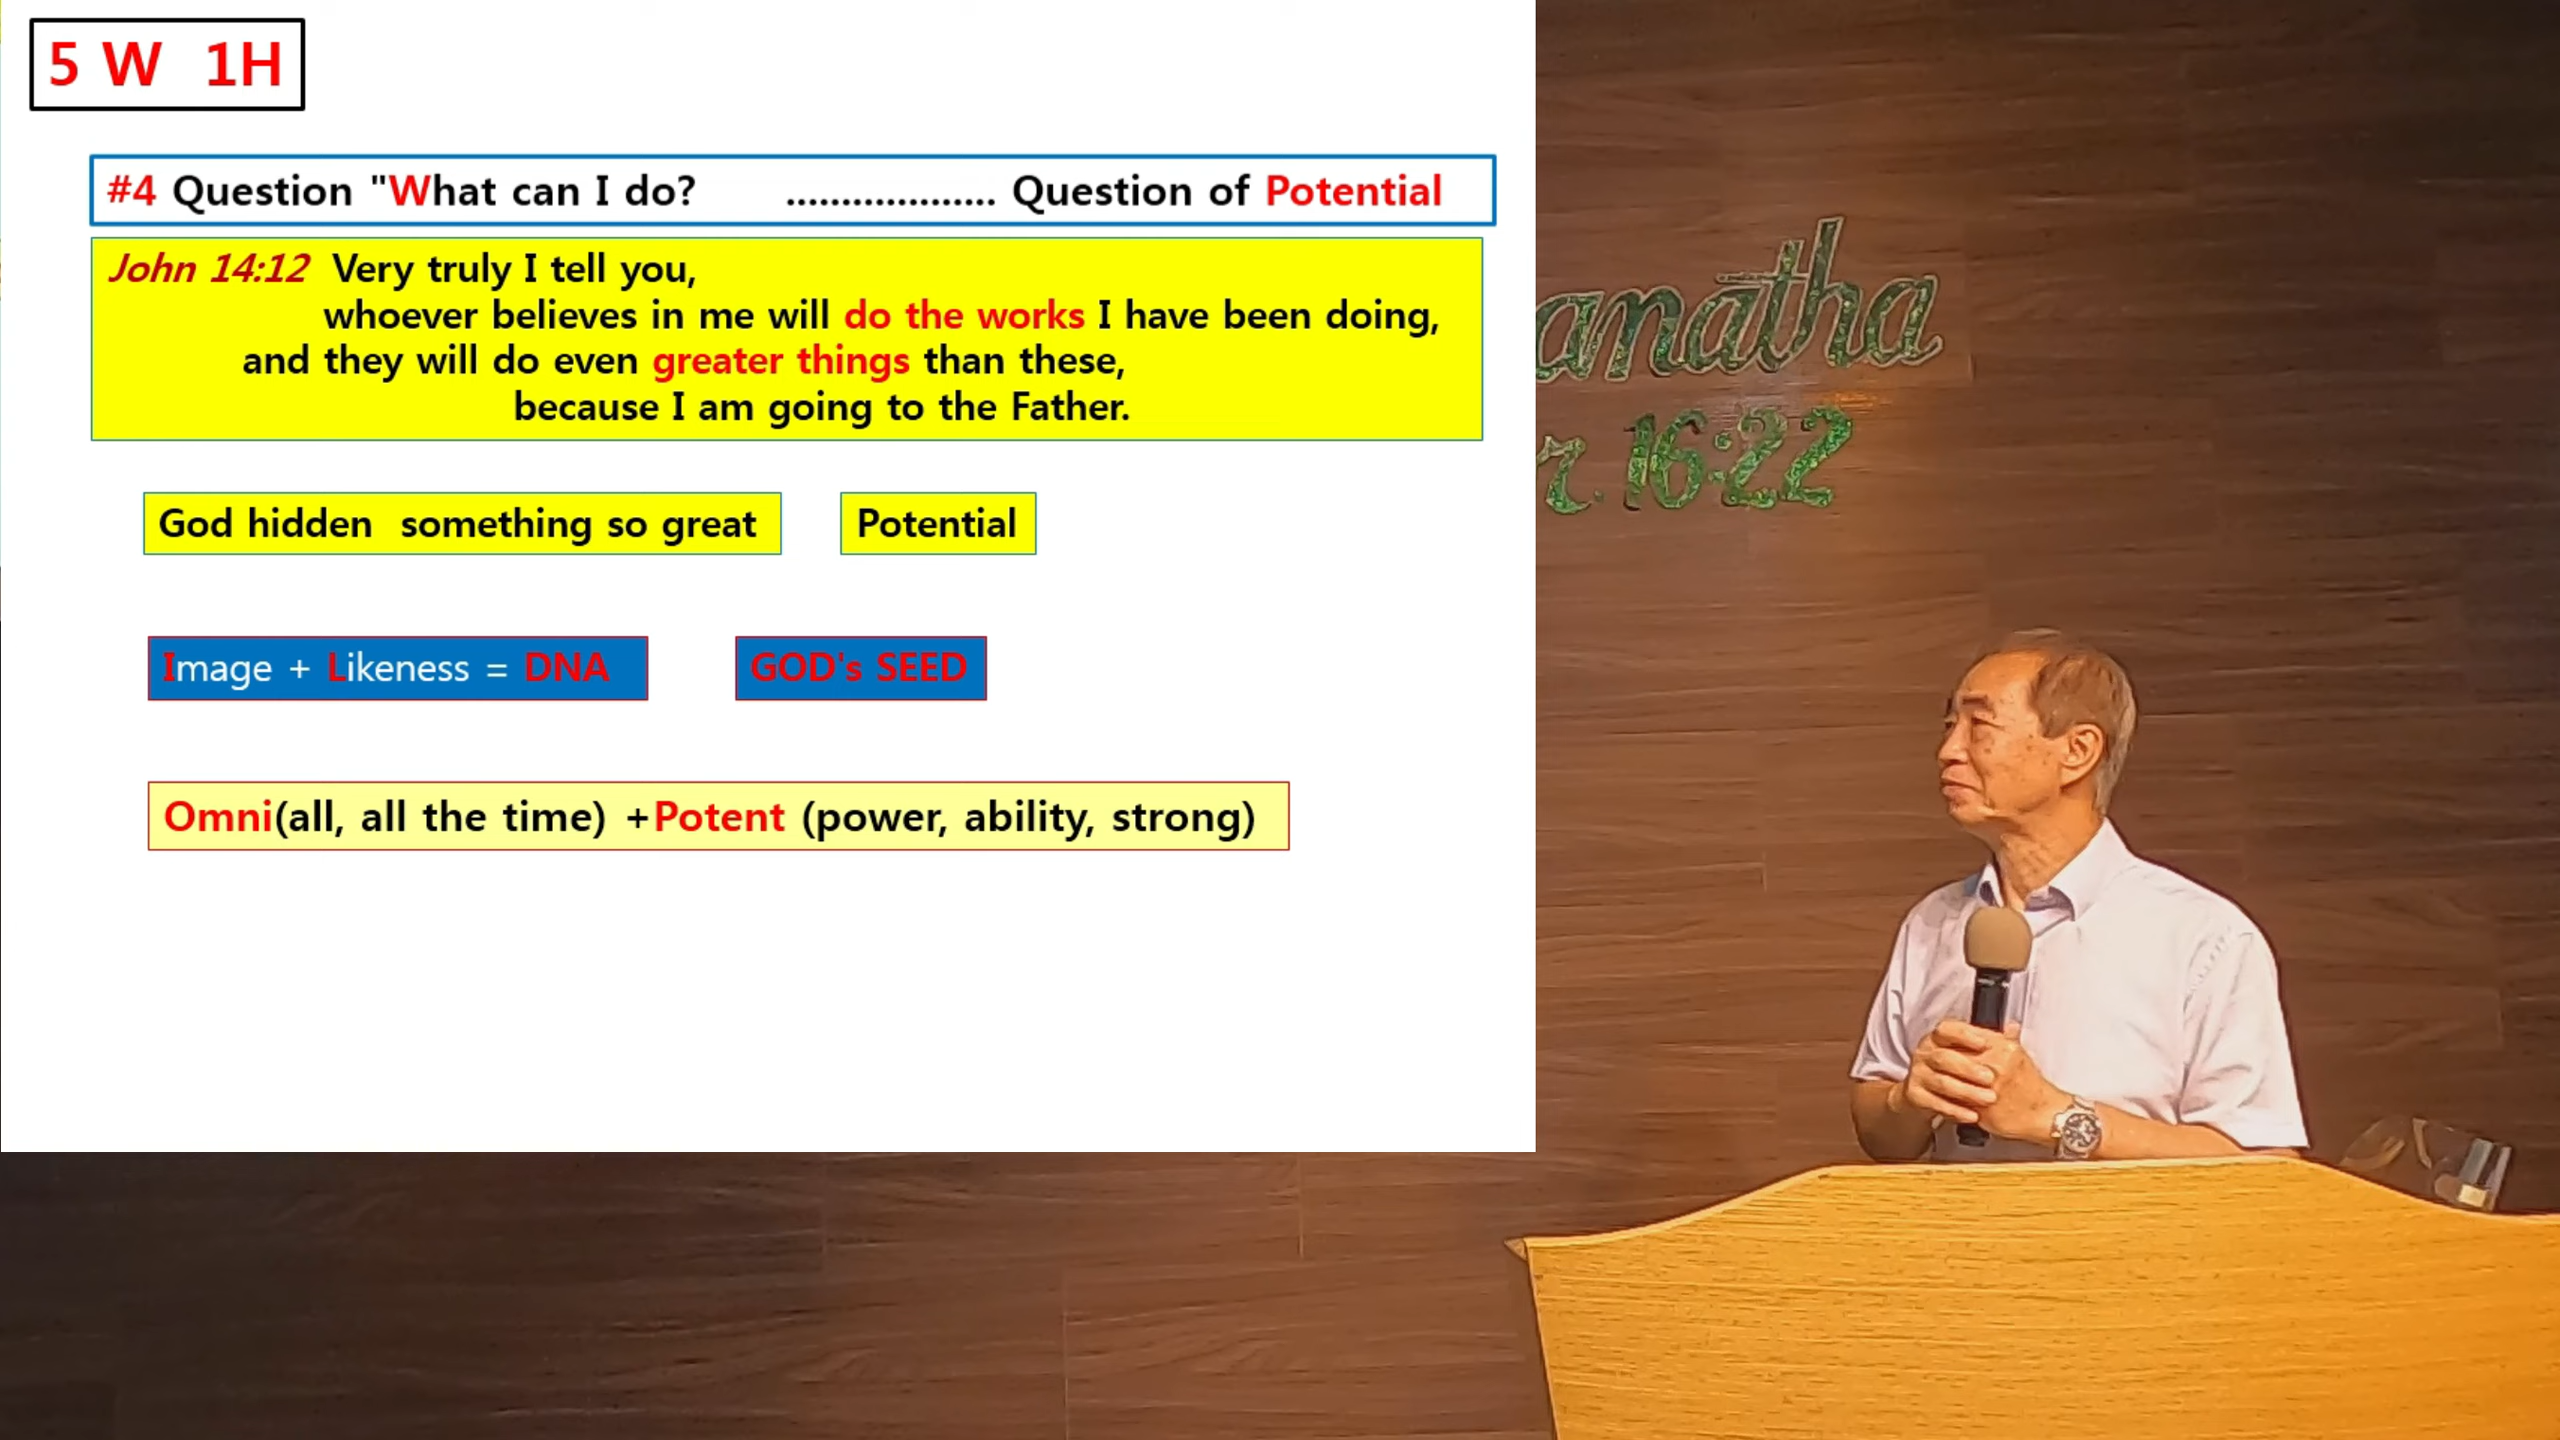 5 W 1H
#4 Question "What can I do? ................... Question of Potential
John 14:12 Very truly I tell you,
whoever believes in me will do the works I have been doing,
and they will do even greater things than these,
because I am going to the Father.
God hidden something so great
Potential
Image + Likeness = DNA
GOD's SEED
Omni(all, all the time) +Potent (power, ability, strong)
anatha
r. 16:22